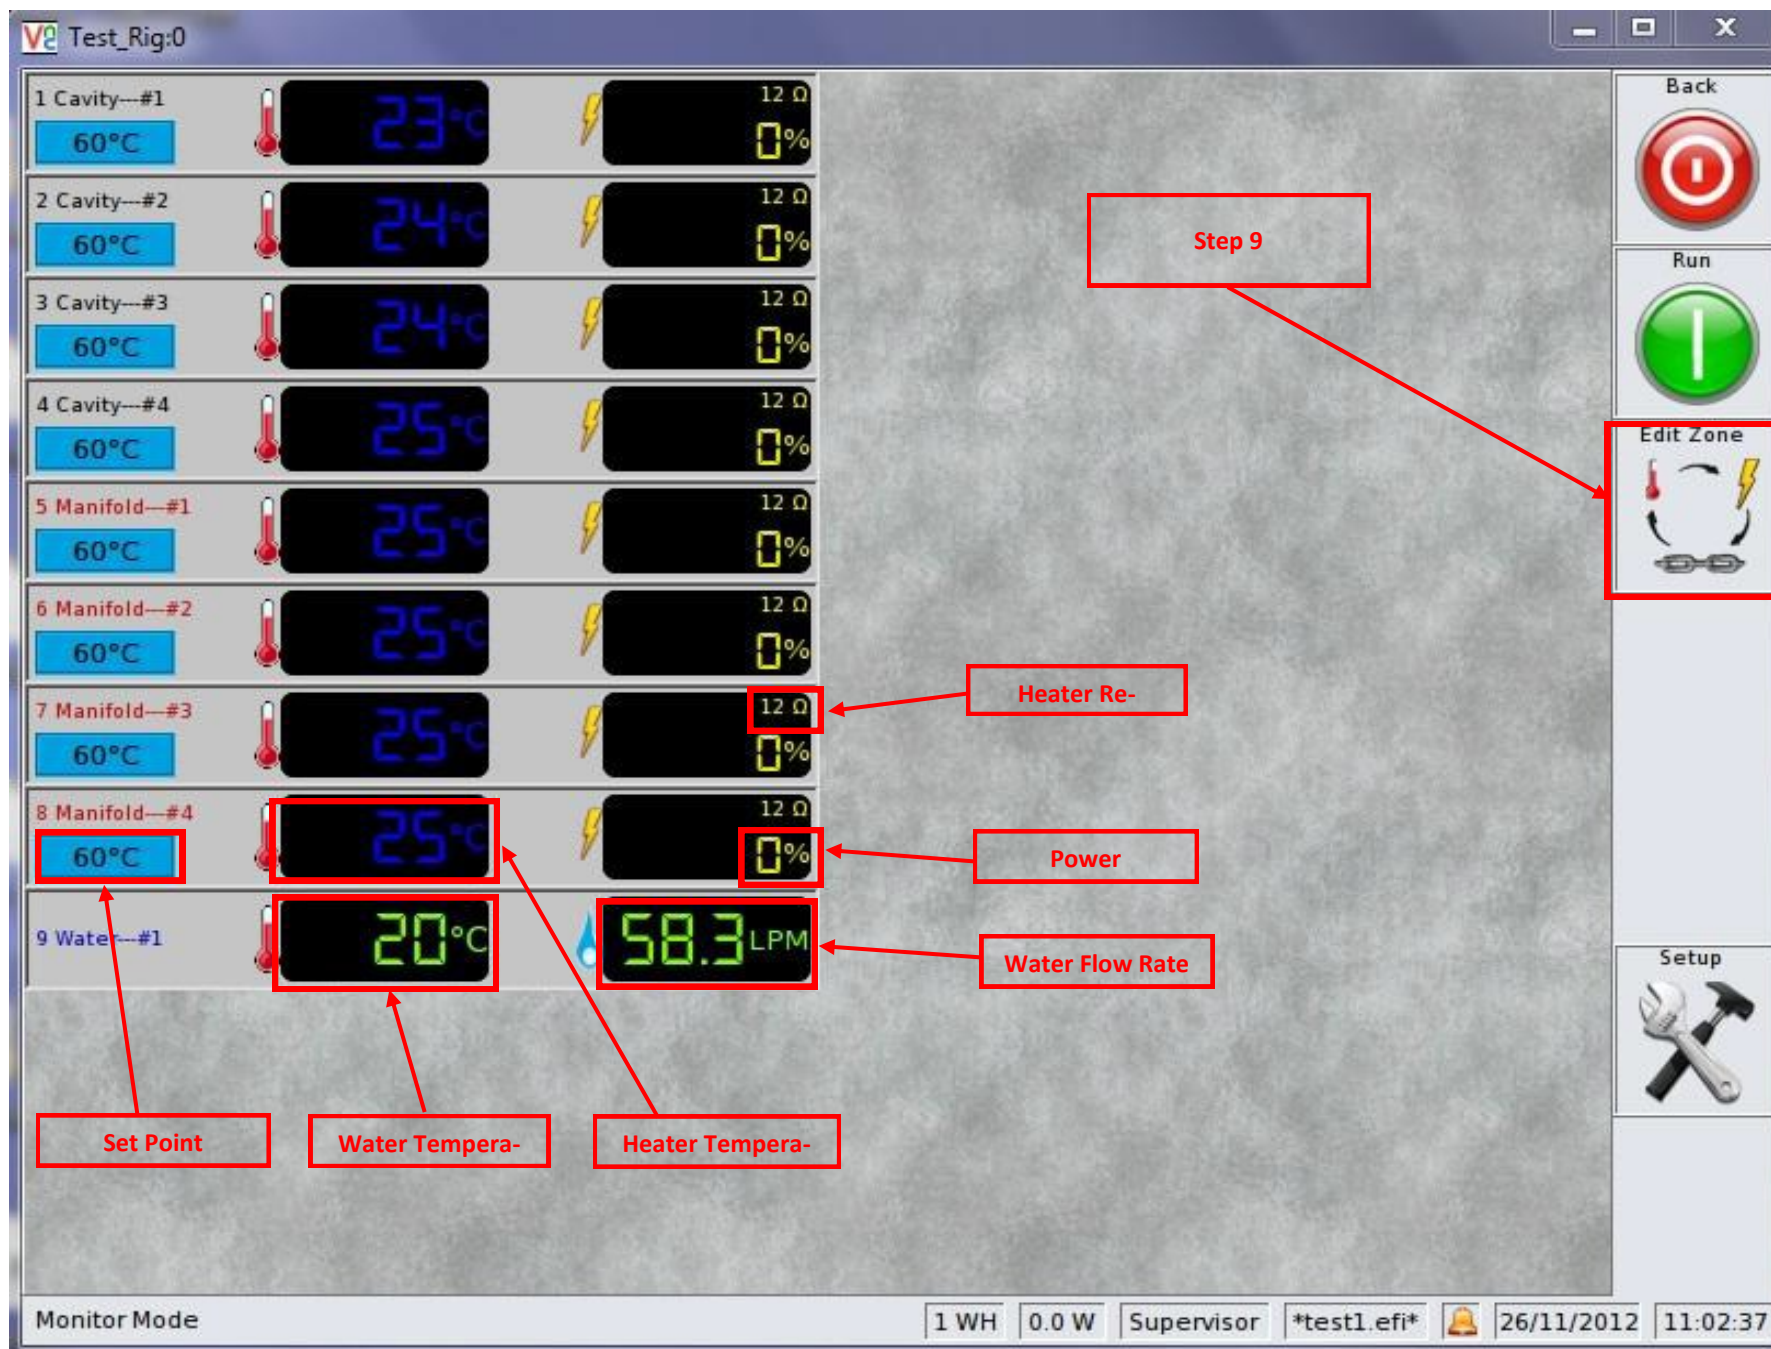 Test_Rig:0
1 Cavity---#1
60°C
23°C
12 Ω
0%
2 Cavity---#2
60°C
24°C
12 Ω
0%
3 Cavity---#3
60°C
24°C
12 Ω
0%
4 Cavity---#4
60°C
25°C
12 Ω
0%
5 Manifold---#1
60°C
25°C
12 Ω
0%
6 Manifold---#2
60°C
25°C
12 Ω
0%
7 Manifold---#3
60°C
25°C
12 Ω
0%
8 Manifold---#4
60°C
25°C
12 Ω
0%
9 Water---#1
20°C
58.3 LPM
Step 9
Heater Re-
Power
Water Flow Rate
Set Point
Water Tempera-
Heater Tempera-
Back
Run
Edit Zone
Setup
Monitor Mode
1 WH
0.0 W
Supervisor
*test1.efi*
26/11/2012
11:02:37